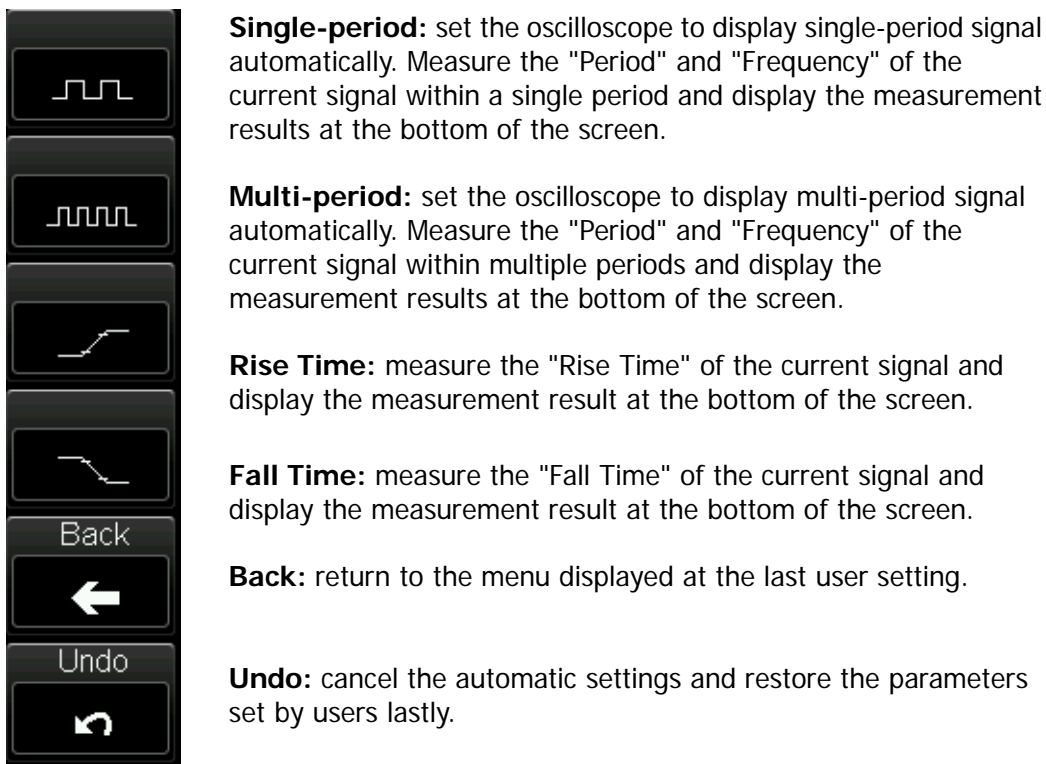 Single-period: set the oscilloscope to display single-period signal
automatically. Measure the "Period" and "Frequency" of the
current signal within a single period and display the measurement
results at the bottom of the screen.
Multi-period: set the oscilloscope to display multi-period signal
automatically. Measure the "Period" and "Frequency" of the
current signal within multiple periods and display the
measurement results at the bottom of the screen.
Rise Time: measure the "Rise Time" of the current signal and
display the measurement result at the bottom of the screen.
Fall Time: measure the "Fall Time" of the current signal and
display the measurement result at the bottom of the screen.
Back
Back: return to the menu displayed at the last user setting.
Undo
Undo: cancel the automatic settings and restore the parameters
set by users lastly.